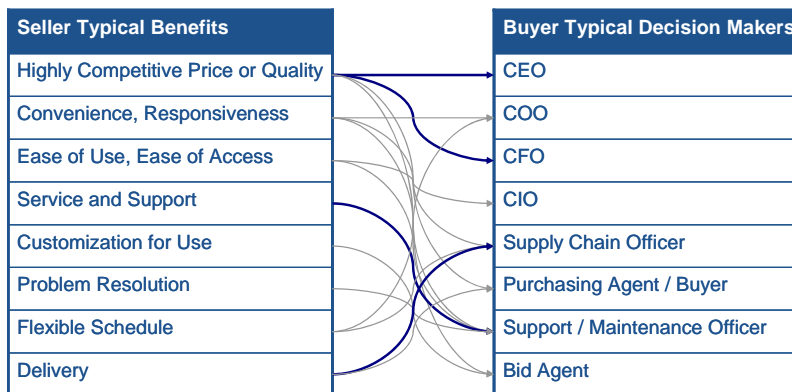 Seller Typical Benefits
Highly Competitive Price or Quality
Convenience, Responsiveness
Ease of Use, Ease of Access
Service and Support
Customization for Use
Problem Resolution
Flexible Schedule
Delivery
Buyer Typical Decision Makers
CEO
COO
CFO
CIO
Supply Chain Officer
Purchasing Agent / Buyer
Support / Maintenance Officer
Bid Agent